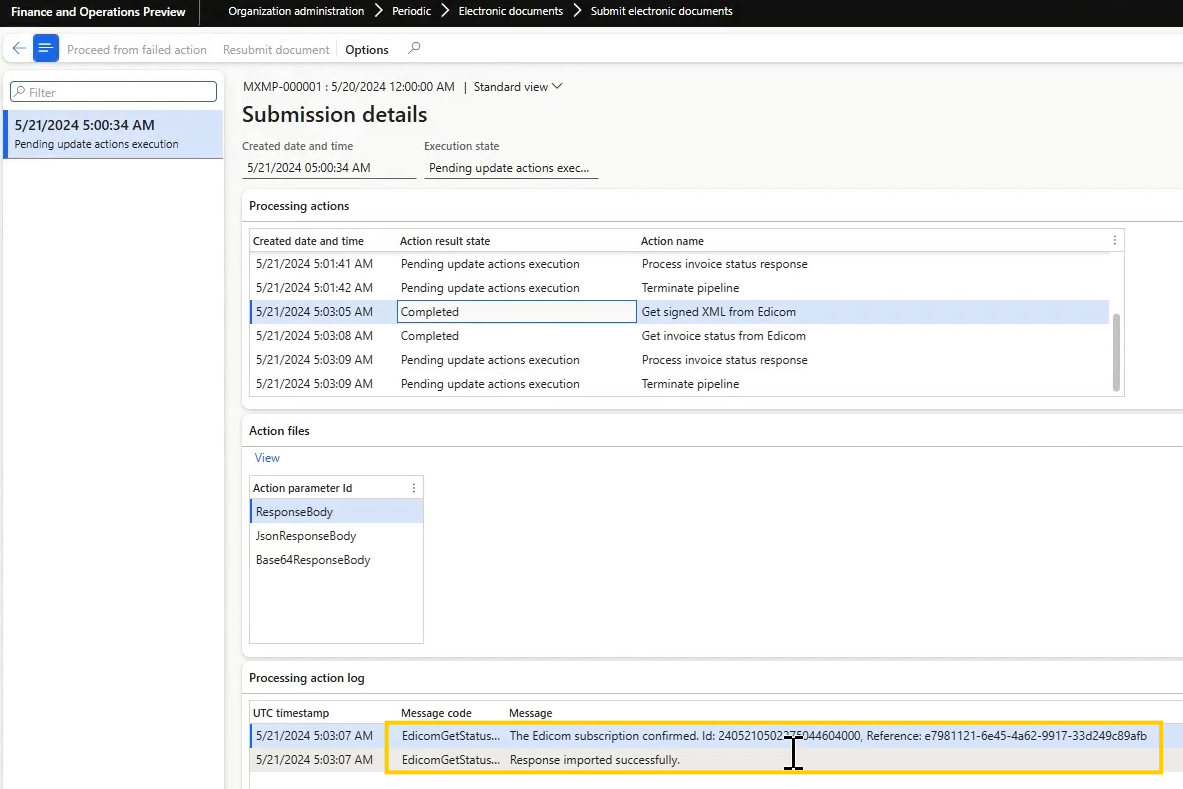 Finance and Operations Preview
Organization administration > Periodic > Electronic documents > Submit electronic documents
Proceed from failed action Resubmit document Options
Filter
5/21/2024 5:00:34 AM
Pending update actions execution
MXMP-000001 : 5/20/2024 12:00:00 AM | Standard view
Submission details
Created date and time Execution state
5/21/2024 05:00:34 AM Pending update actions exec...
Processing actions
Created date and time Action result state Action name
5/21/2024 5:01:41 AM Pending update actions execution Process invoice status response
5/21/2024 5:01:42 AM Pending update actions execution Terminate pipeline
5/21/2024 5:03:05 AM Completed Get signed XML from Edicom
5/21/2024 5:03:08 AM Completed Get invoice status from Edicom
5/21/2024 5:03:09 AM Pending update actions execution Process invoice status response
5/21/2024 5:03:09 AM Pending update actions execution Terminate pipeline
Action files
View
Action parameter Id
ResponseBody
JsonResponseBody
Base64ResponseBody
Processing action log
UTC timestamp Message code Message
5/21/2024 5:03:07 AM EdicomGetStatus... The Edicom subscription confirmed. Id: Reference: e7981121-6e45-4a62-9917-33d249c89afb
5/21/2024 5:03:07 AM EdicomGetStatus... Response imported successfully.